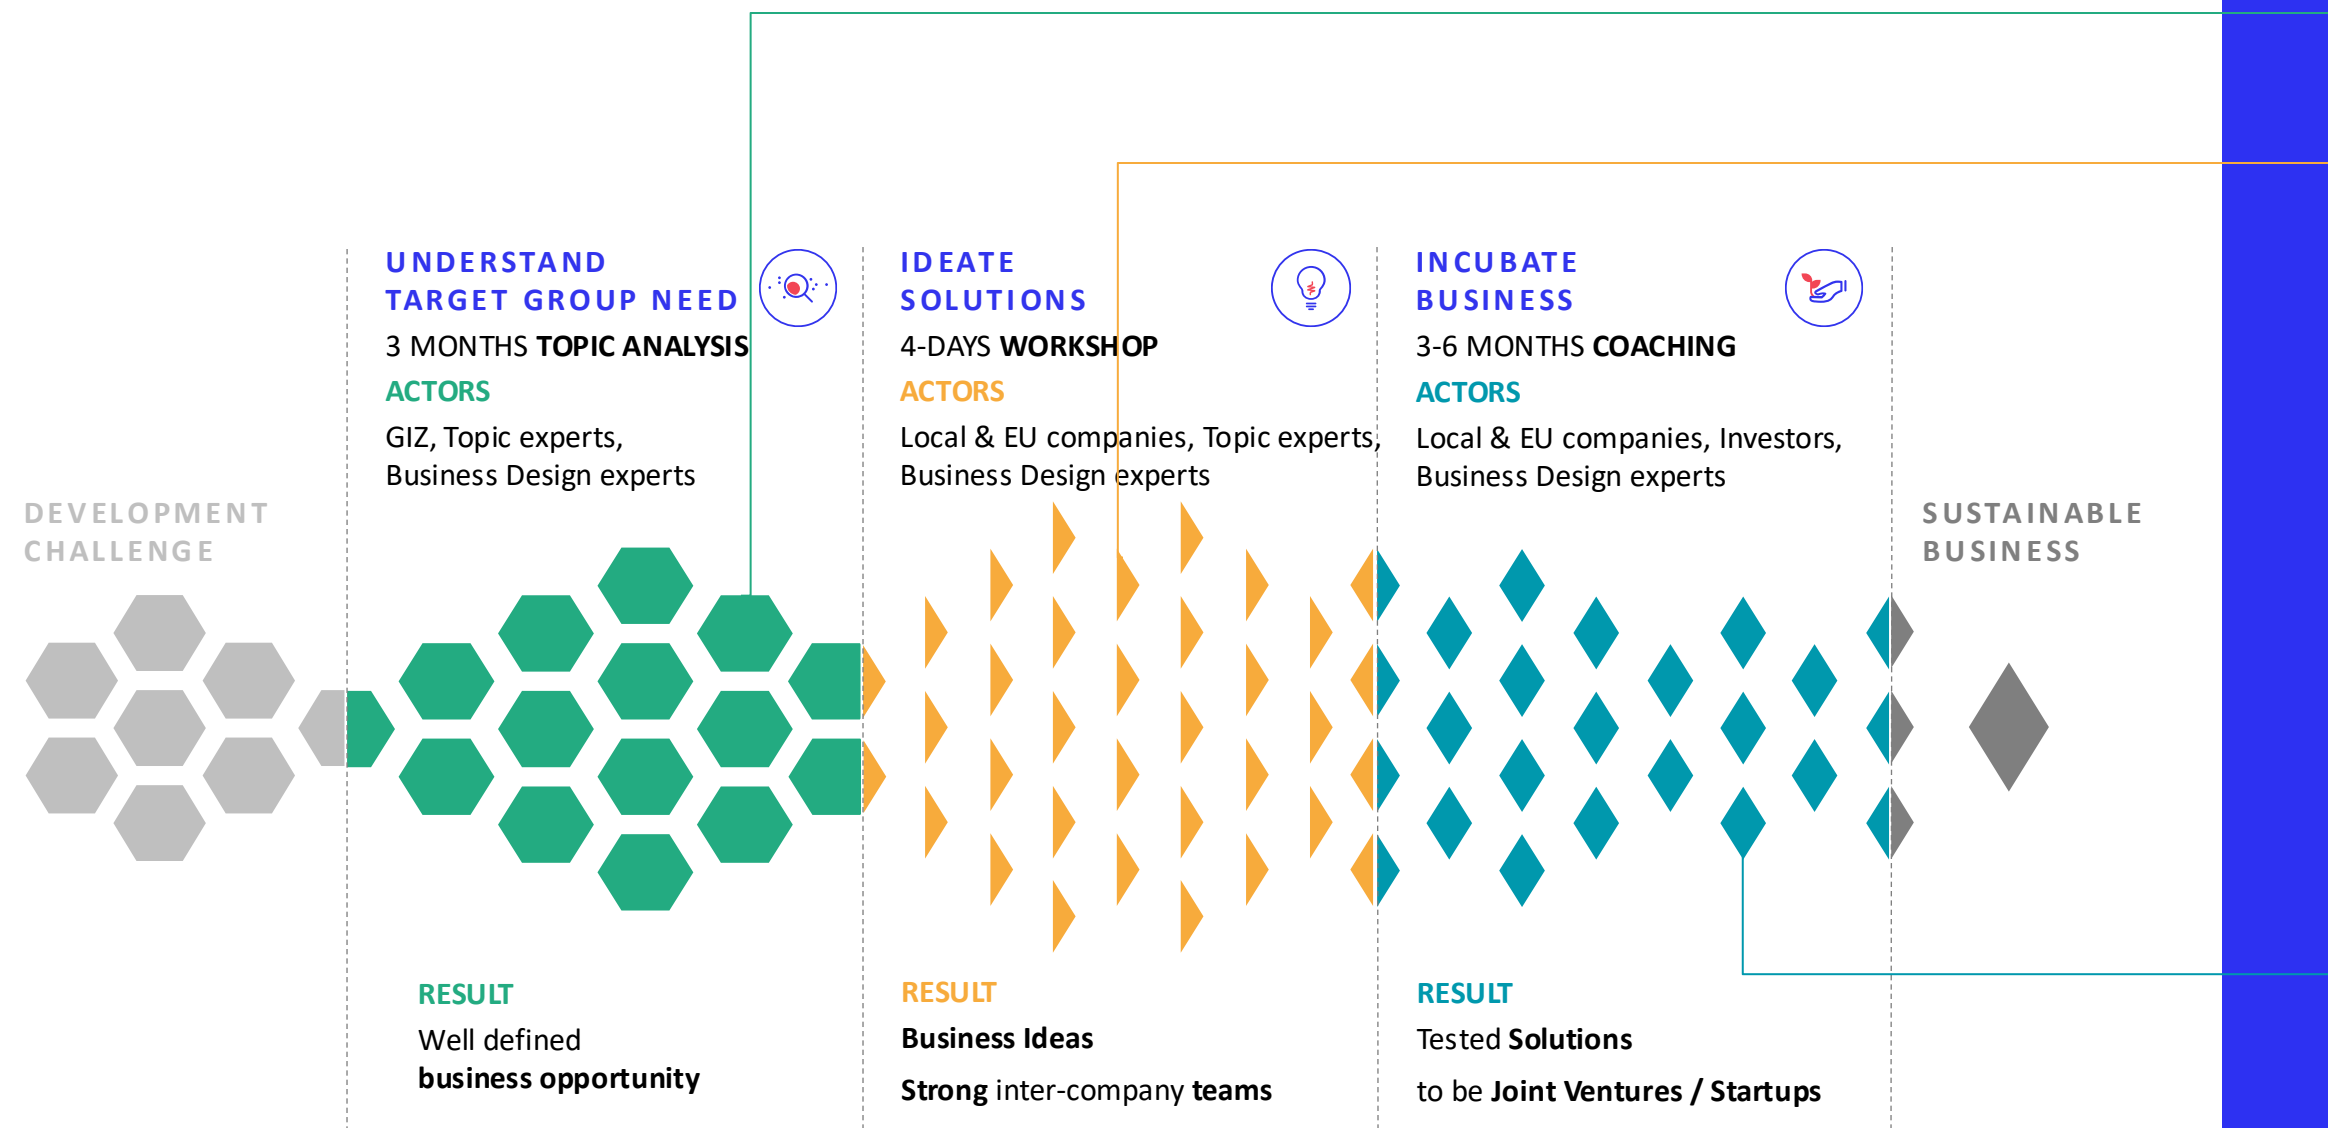 DEVELOPMENT
CHALLENGE
UNDERSTAND
TARGET GROUP NEED
3 MONTHS TOPIC ANALYSIS
ACTORS
GIZ, Topic experts,
Business Design experts
RESULT
Well defined
business opportunity
IDEATE
SOLUTIONS
4-DAYS WORKSHOP
ACTORS
Local & EU companies, Topic experts,
Business Design experts
RESULT
Business Ideas
Strong inter-company teams
INCUBATE
BUSINESS
3-6 MONTHS COACHING
ACTORS
Local & EU companies, Investors,
Business Design experts
RESULT
Tested Solutions
to be Joint Ventures / Startups
SUSTAINABLE
BUSINESS